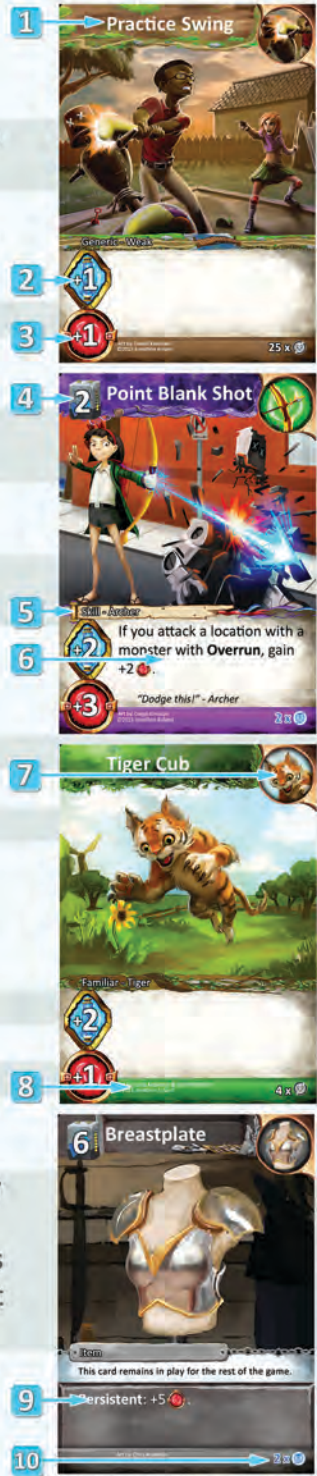 1
Practice Swing
Generic - Weak
2
+1
3
+1
25 x
4
2
Point Blank Shot
5
Skill - Archer
If you attack a location with a
+2
6
monster with Overrun, gain
+2
+3
"Dodge this!" - Archer
2 x
7
Tiger Cub
Familiar - Tiger
+2
+1
8
4 x
6
Breastplate
Item
This card remains in play for the rest of the game.
9
Persistent: +5
10
2 x